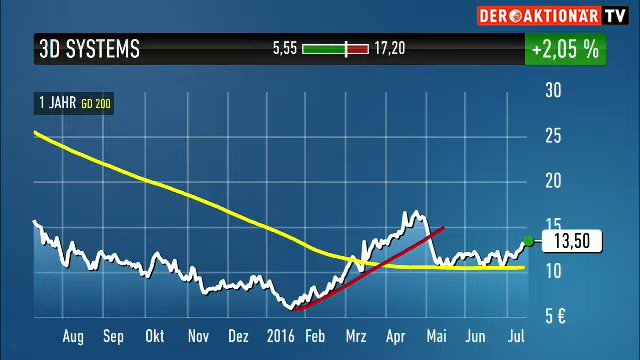 DER AKTIONÄR TV
3D SYSTEMS 5,55 17,20 +2,05 %
1 JAHR GD 200
30
25
20
15
13,50
10
5 €
Aug Sep Okt Nov Dez 2016 Feb Mrz Apr Mai Jun Jul